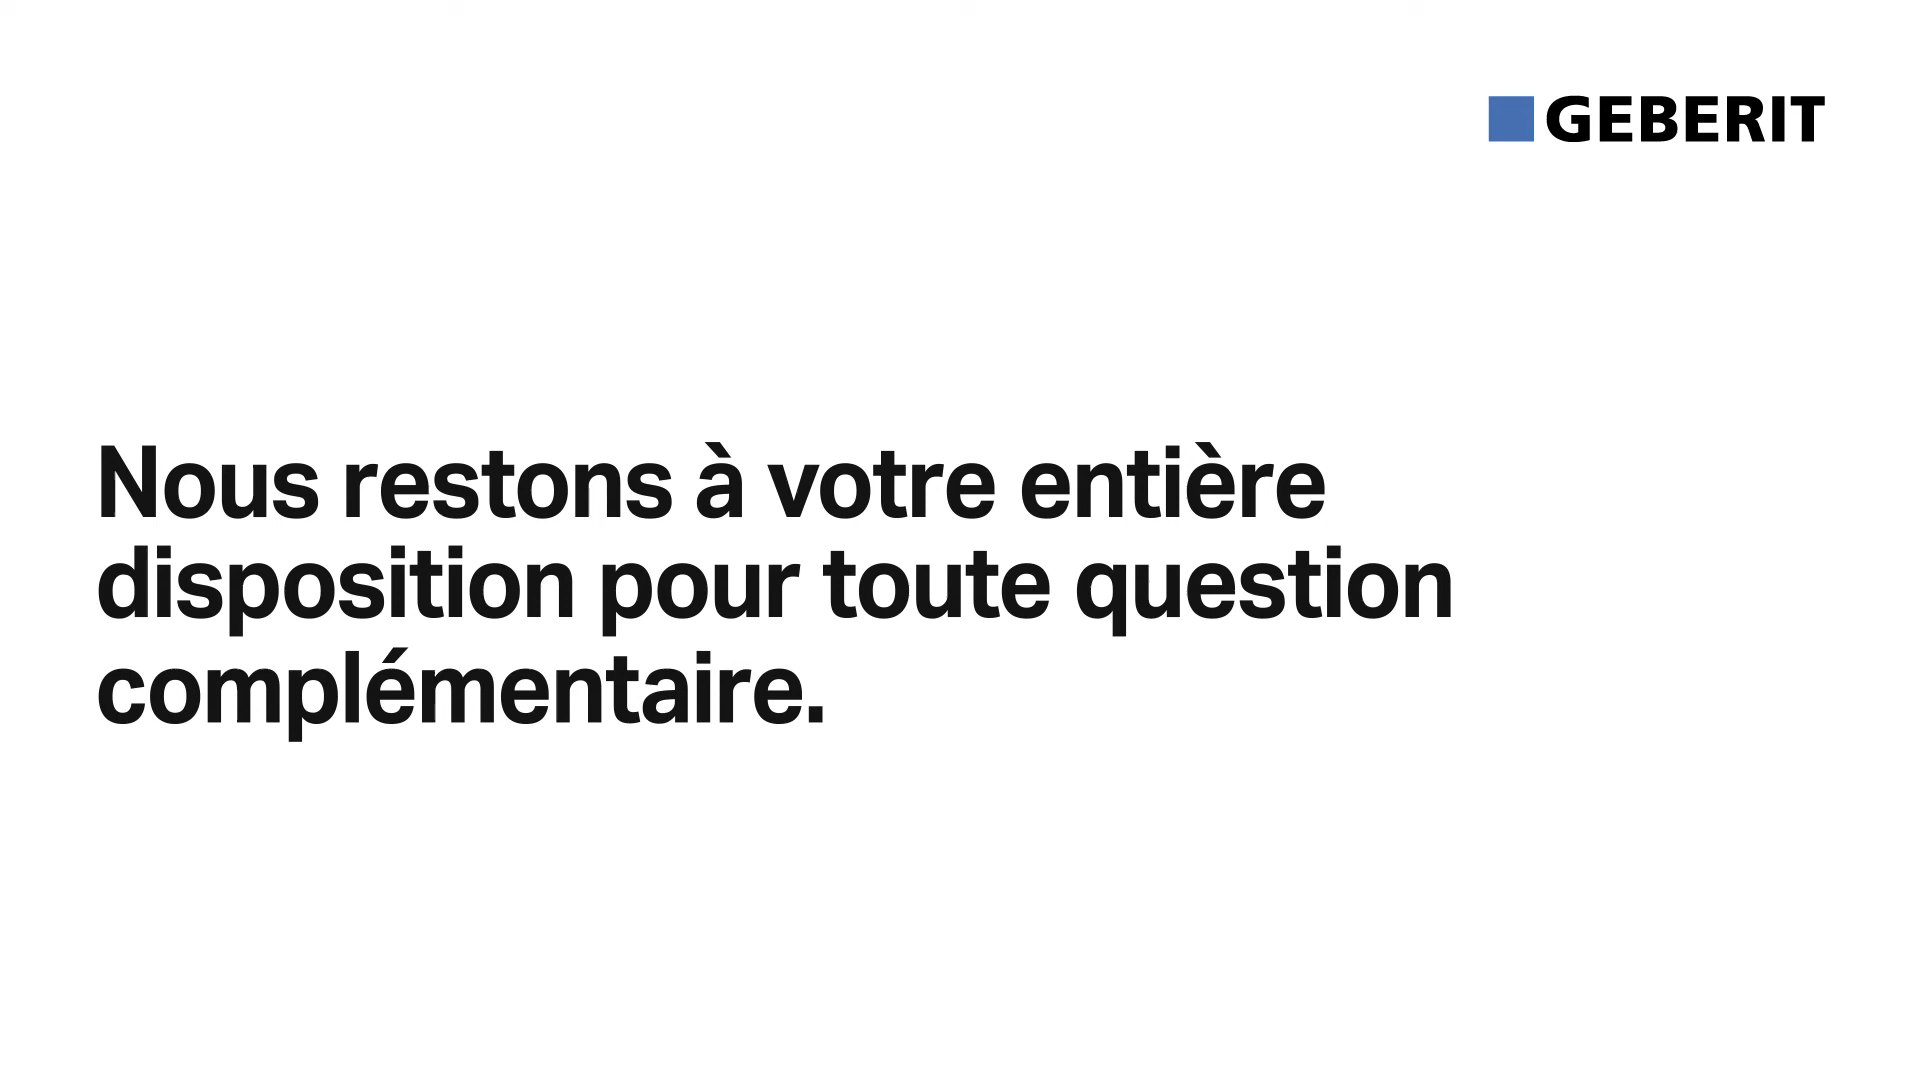 GEBERIT
Nous restons à votre entière
disposition pour toute question
complémentaire.